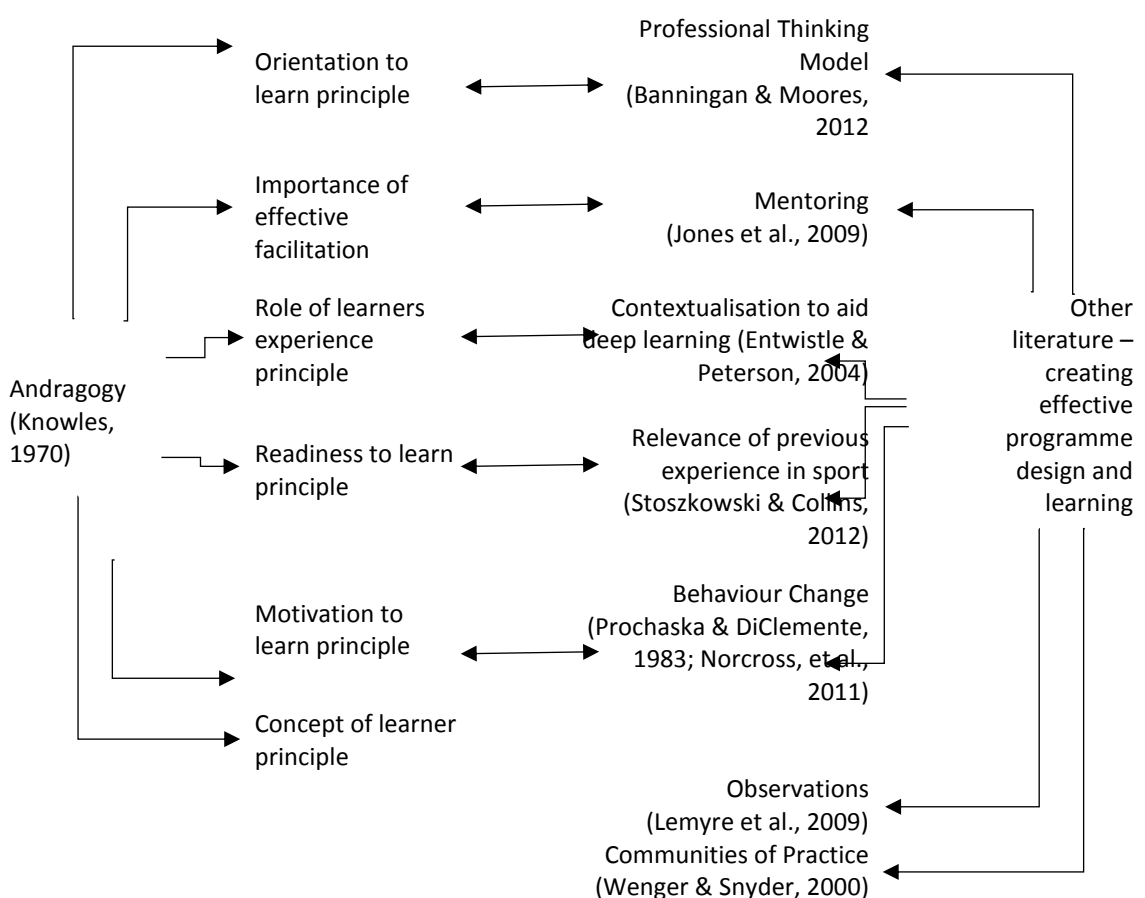 Orientation to
learn principle
Professional Thinking
Model
(Banningan & Moores,
2012
Importance of
effective
facilitation
Mentoring
(Jones et al., 2009)
Andragogy
(Knowles,
1970)
Role of learners
experience
principle
Contextualisation to aid
deep learning (Entwistle &
Peterson, 2004)
Other
literature –
creating
effective
programme
design and
learning
Readiness to learn
principle
Relevance of previous
experience in sport
(Stoszkowski & Collins,
2012)
Motivation to
learn principle
Behaviour Change
(Prochaska & DiClemente,
1983; Norcross, et al.,
2011)
Concept of learner
principle
Observations
(Lemyre et al., 2009)
Communities of Practice
(Wenger & Snyder, 2000)